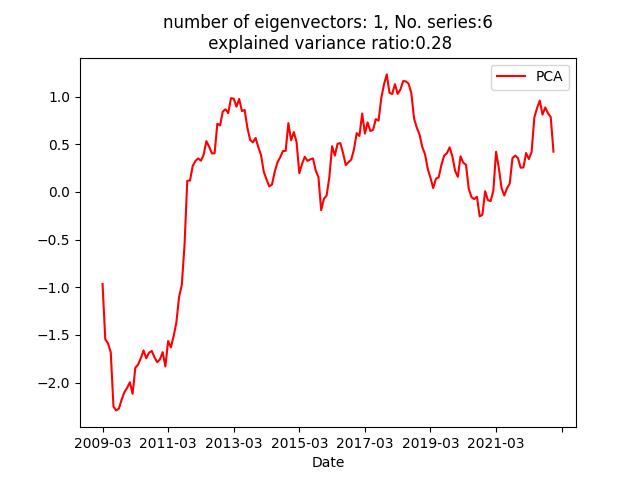 number of eigenvectors: 1, No. series:6
explained variance ratio:0.28
PCA
1.0
0.5
0.0
−0.5
−1.0
−1.5
−2.0
2009-03 2011-03 2013-03 2015-03 2017-03 2019-03 2021-03
Date